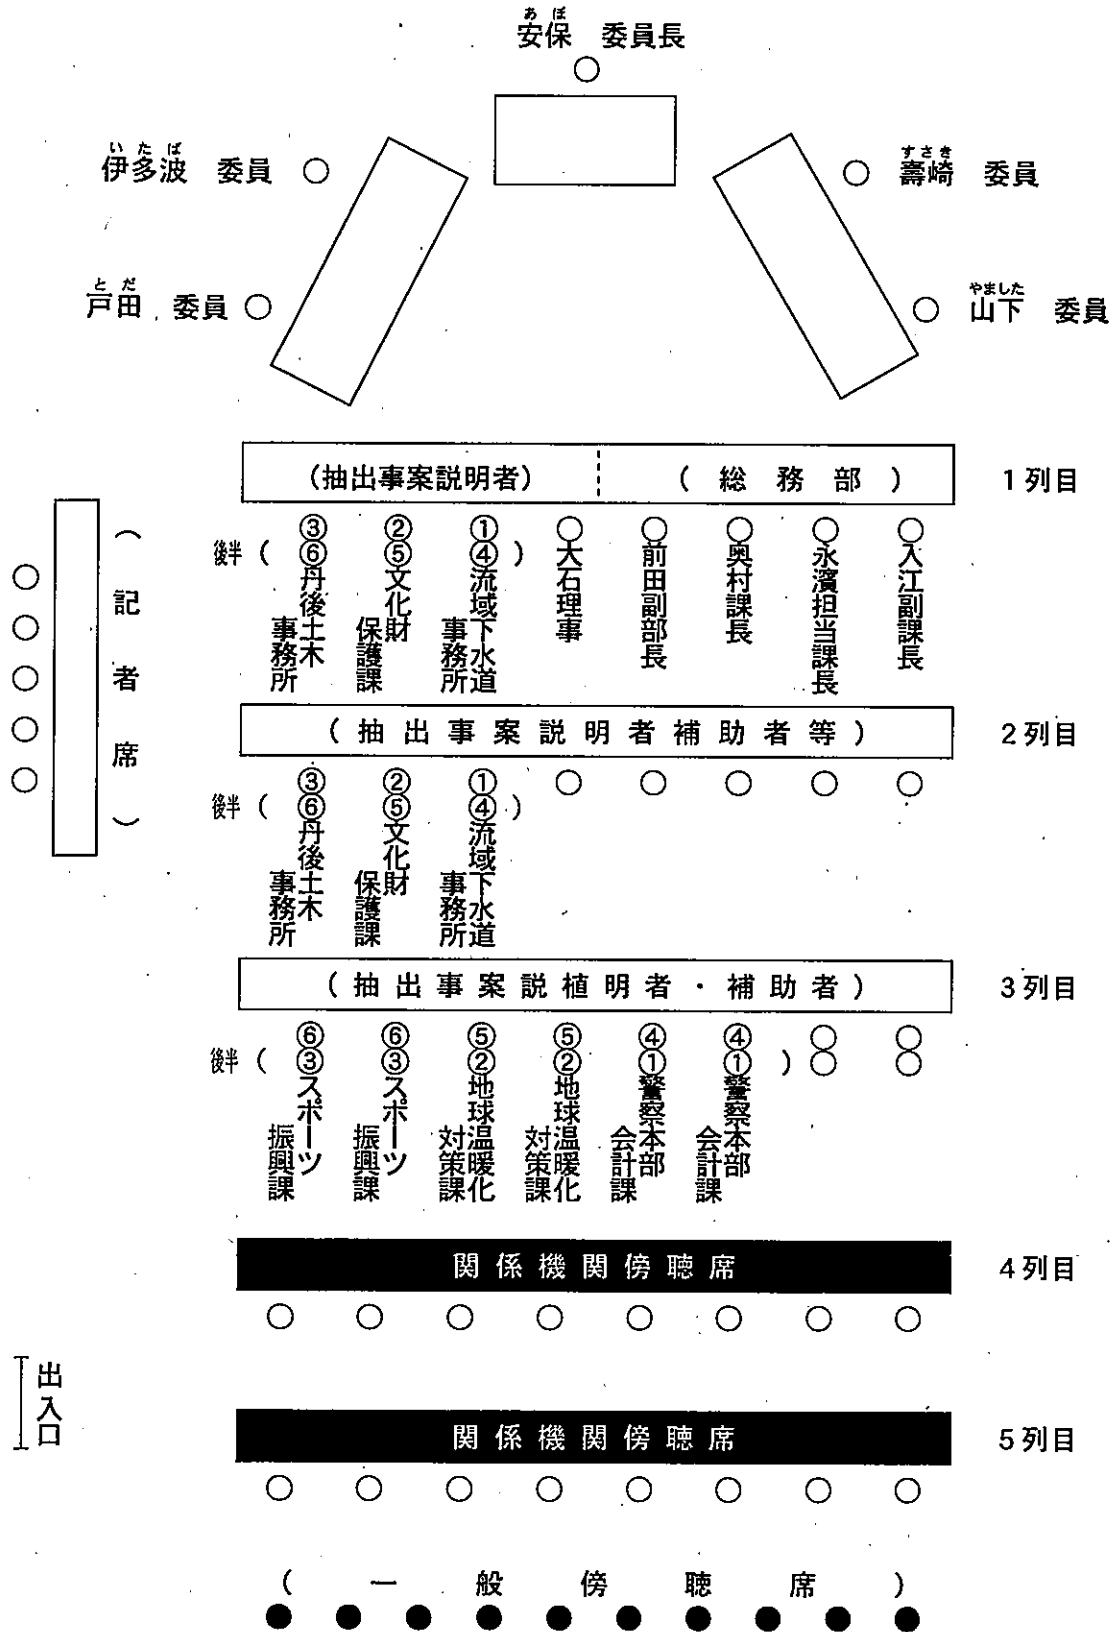 あぼ
安保 委員長
いたば
伊多波 委員
すさき
壽崎 委員
とだ
戸田 委員
やました
山下 委員
（抽出事案説明者） （総務部） 1列目
後半（
③⑥丹後土木事務所
②⑤文化財保護課
①④流域下水道事務所
）
大石理事
前田副部長
奥村課長
永濱担当課長
入江副課長
（記者席）
（抽出事案説明者補助者等） 2列目
後半（
③⑥丹後土木事務所
②⑤文化財保護課
①④流域下水道事務所
）
（抽出事案説植明者・補助者） 3列目
後半（
⑥③スポーツ振興課
⑥③スポーツ振興課
⑤②地球温暖化対策課
⑤②地球温暖化対策課
④①警察本部会計課
④①警察本部会計課
）
関係機関傍聴席 4列目
出入口
関係機関傍聴席 5列目
（一般傍聴席）